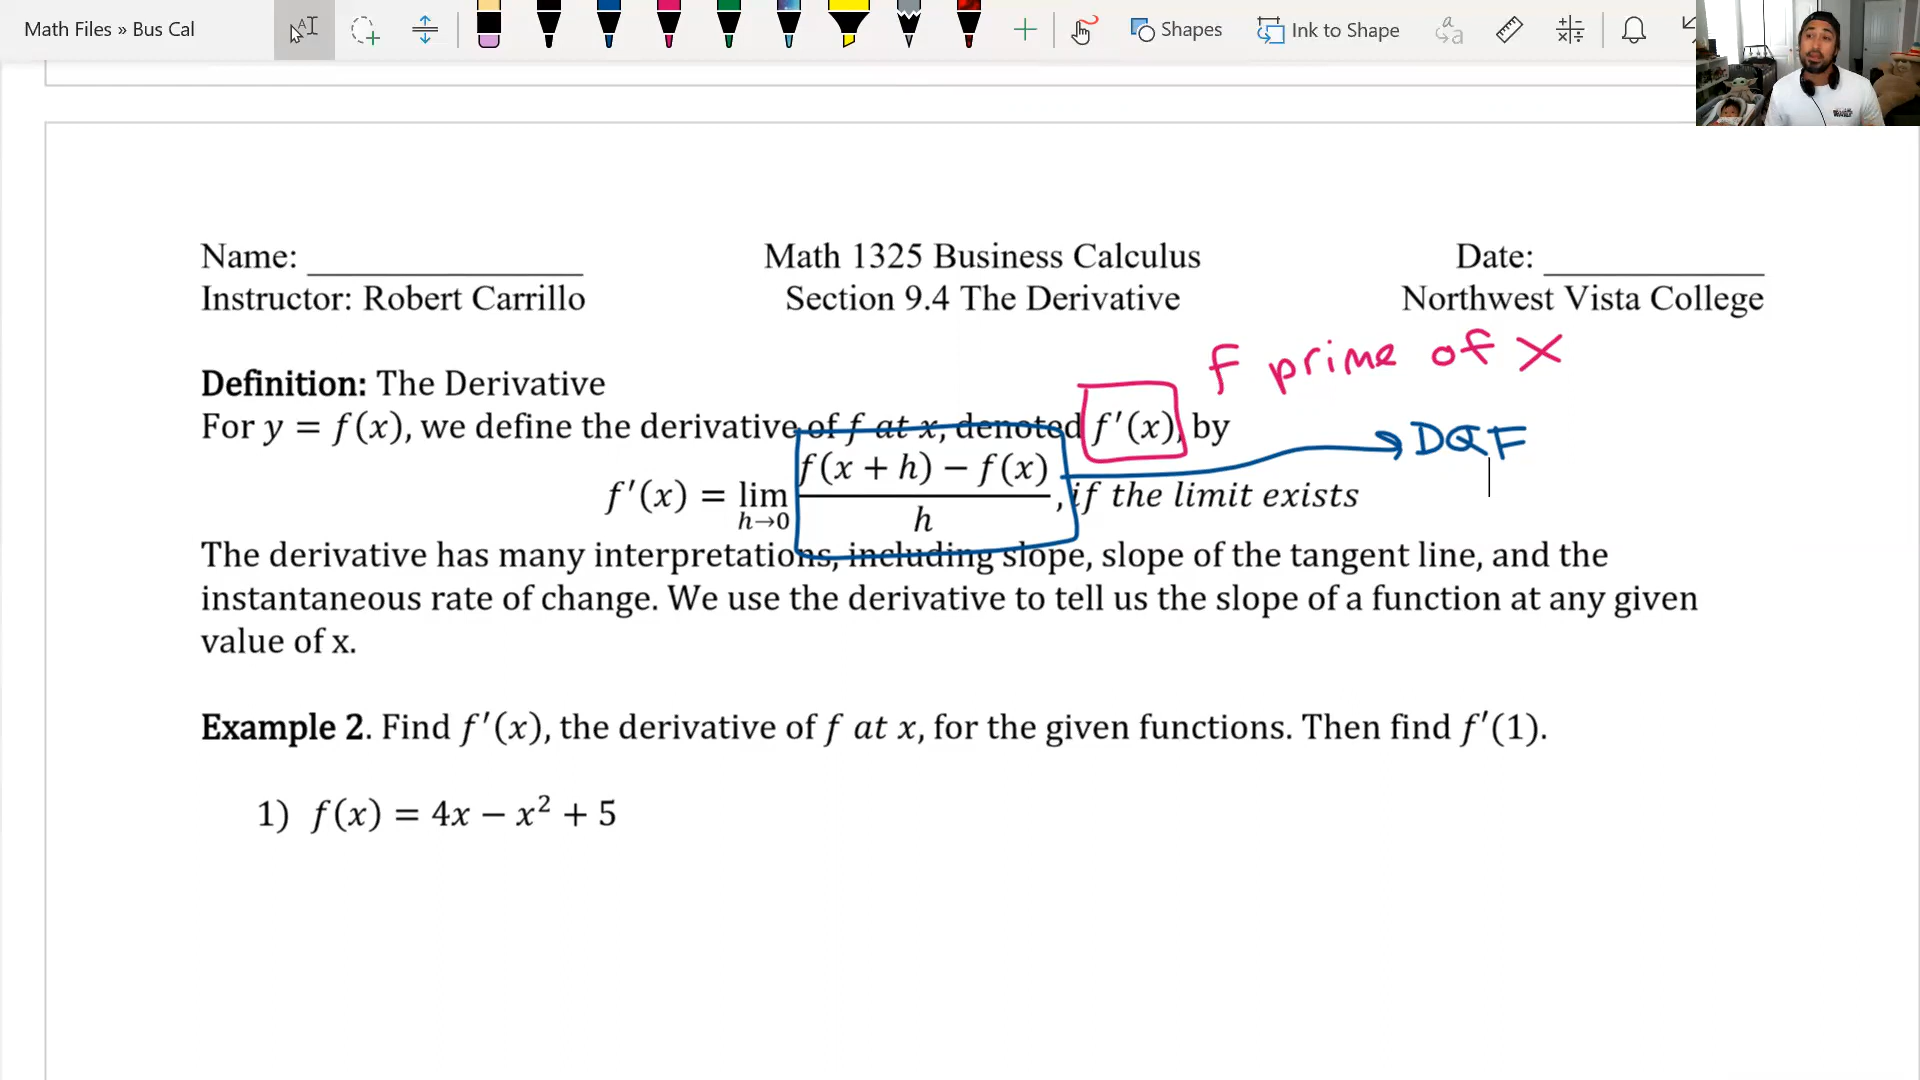 Math Files » Bus Cal
Shapes
Ink to Shape
Name: _______________ Math 1325 Business Calculus Date: ____________
Instructor: Robert Carrillo Section 9.4 The Derivative Northwest Vista College
f prime of x
Definition: The Derivative
For y = f(x), we define the derivative of f at x, denoted f′(x), by
DQF
f′(x) = lim h→0 (f(x + h) − f(x))/h , if the limit exists
The derivative has many interpretations, including slope, slope of the tangent line, and the
instantaneous rate of change. We use the derivative to tell us the slope of a function at any given
value of x.
Example 2. Find f′(x), the derivative of f at x, for the given functions. Then find f′(1).
1) f(x) = 4x − x² + 5